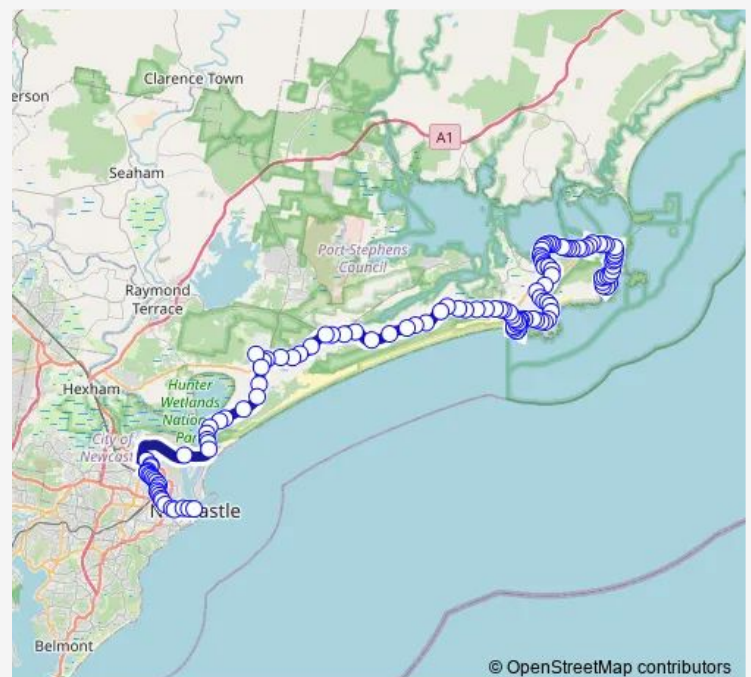 Clarence Town
erson
A1
Seaham
Port Stephens
Council
Raymond
Terrace
Hexham
Hunter
Wetlands
Nation
Par
City of
Newcast
N
astle
Belmont
© OpenStreetMap contributors